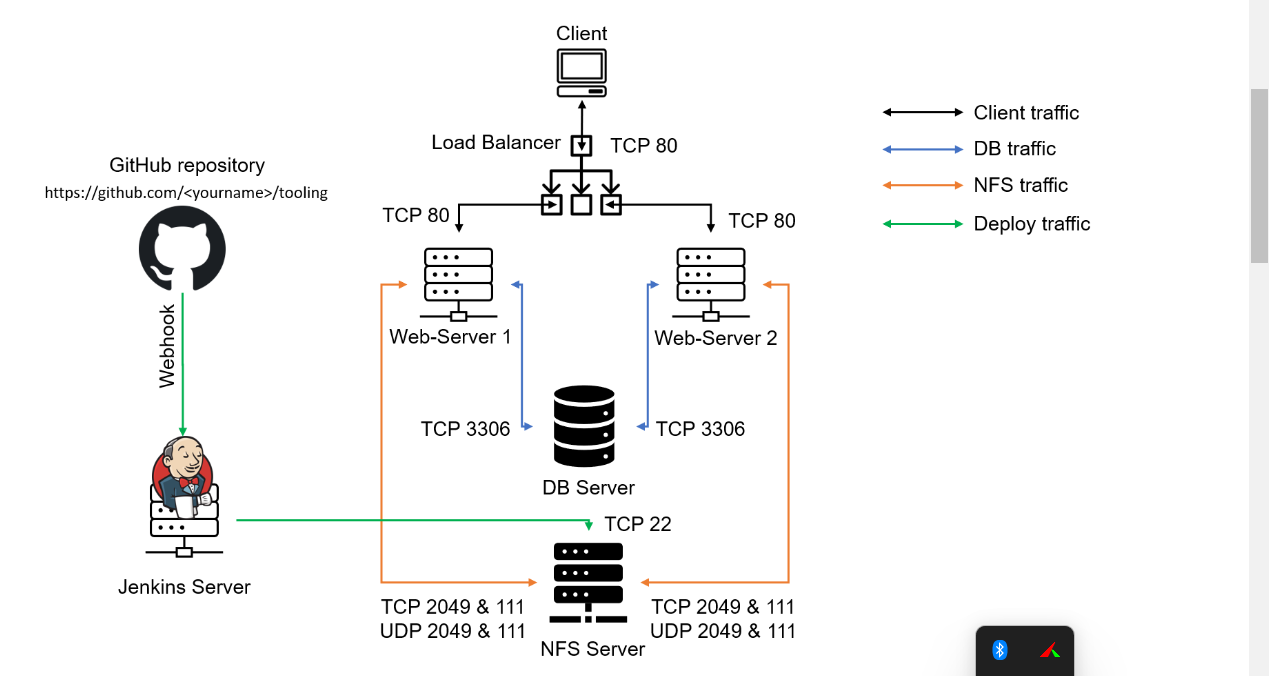 Client
Load Balancer
TCP 80
GitHub repository
https://github.com/<yourname>/tooling
TCP 80
TCP 80
Webhook
Web-Server 1
Web-Server 2
TCP 3306
TCP 3306
DB Server
TCP 22
Jenkins Server
TCP 2049 & 111
UDP 2049 & 111
TCP 2049 & 111
UDP 2049 & 111
NFS Server
Client traffic
DB traffic
NFS traffic
Deploy traffic